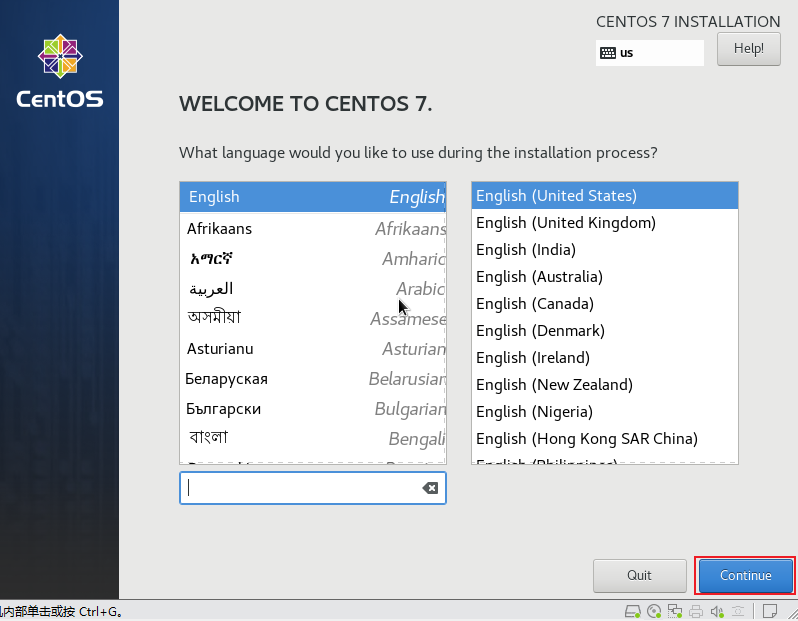 CENTOS 7 INSTALLATION
us
Help!
CentOS
WELCOME TO CENTOS 7.
What language would you like to use during the installation process?
English English
Afrikaans Afrikaans
አማርኛ Amharic
العربية Arabic
অসমীয়া Assamese
Asturianu Asturian
Беларуская Belarusian
Български Bulgarian
বাংলা Bengali
English (United States)
English (United Kingdom)
English (India)
English (Australia)
English (Canada)
English (Denmark)
English (Ireland)
English (New Zealand)
English (Nigeria)
English (Hong Kong SAR China)
English (Philippines)
Quit
Continue
内部单击或按 Ctrl+G。